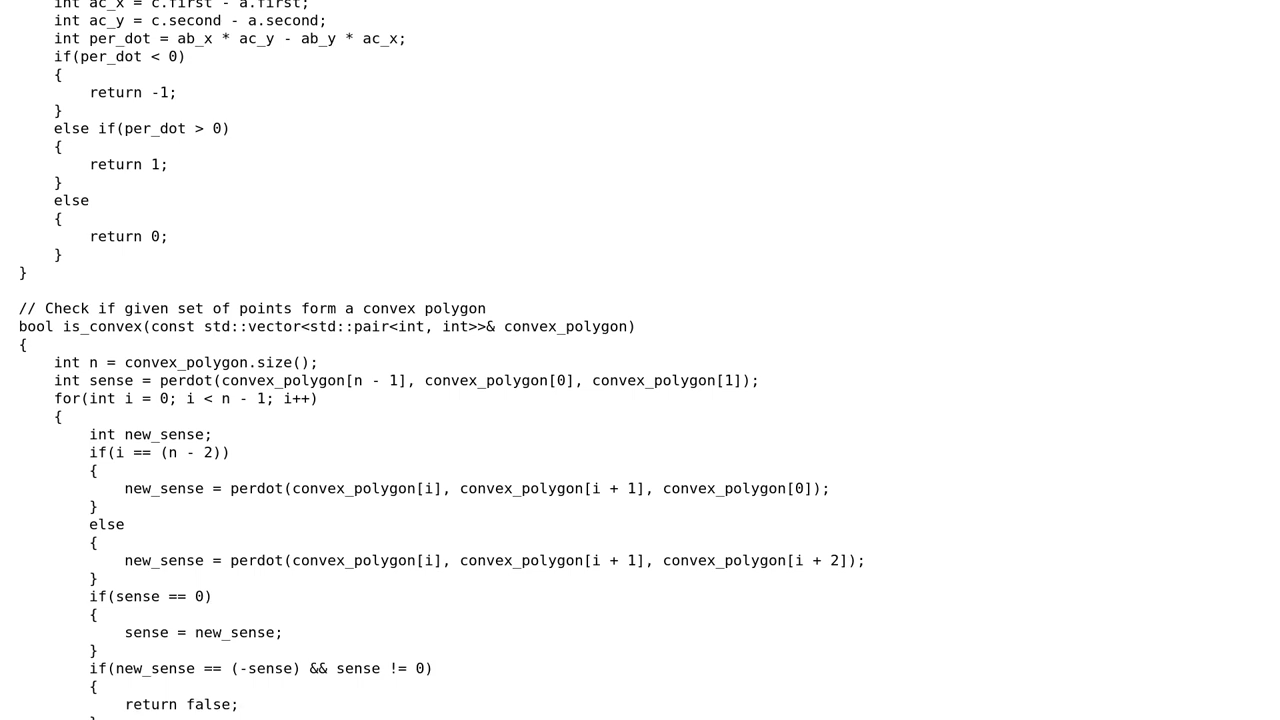 int ac_x = c.first - a.first;
    int ac_y = c.second - a.second;
    int per_dot = ab_x * ac_y - ab_y * ac_x;
    if(per_dot < 0)
    {
        return -1;
    }
    else if(per_dot > 0)
    {
        return 1;
    }
    else
    {
        return 0;
    }
}

// Check if given set of points form a convex polygon
bool is_convex(const std::vector<std::pair<int, int>>& convex_polygon)
{
    int n = convex_polygon.size();
    int sense = perdot(convex_polygon[n - 1], convex_polygon[0], convex_polygon[1]);
    for(int i = 0; i < n - 1; i++)
    {
        int new_sense;
        if(i == (n - 2))
        {
            new_sense = perdot(convex_polygon[i], convex_polygon[i + 1], convex_polygon[0]);
        }
        else
        {
            new_sense = perdot(convex_polygon[i], convex_polygon[i + 1], convex_polygon[i + 2]);
        }
        if(sense == 0)
        {
            sense = new_sense;
        }
        if(new_sense == (-sense) && sense != 0)
        {
            return false;
        }